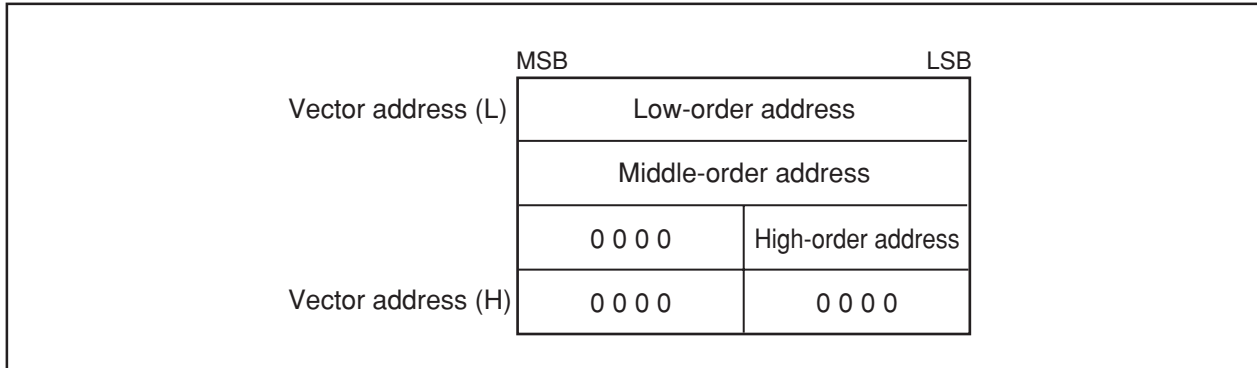 MSB LSB
Vector address (L) Low-order address
Middle-order address
0 0 0 0 High-order address
Vector address (H) 0 0 0 0 0 0 0 0